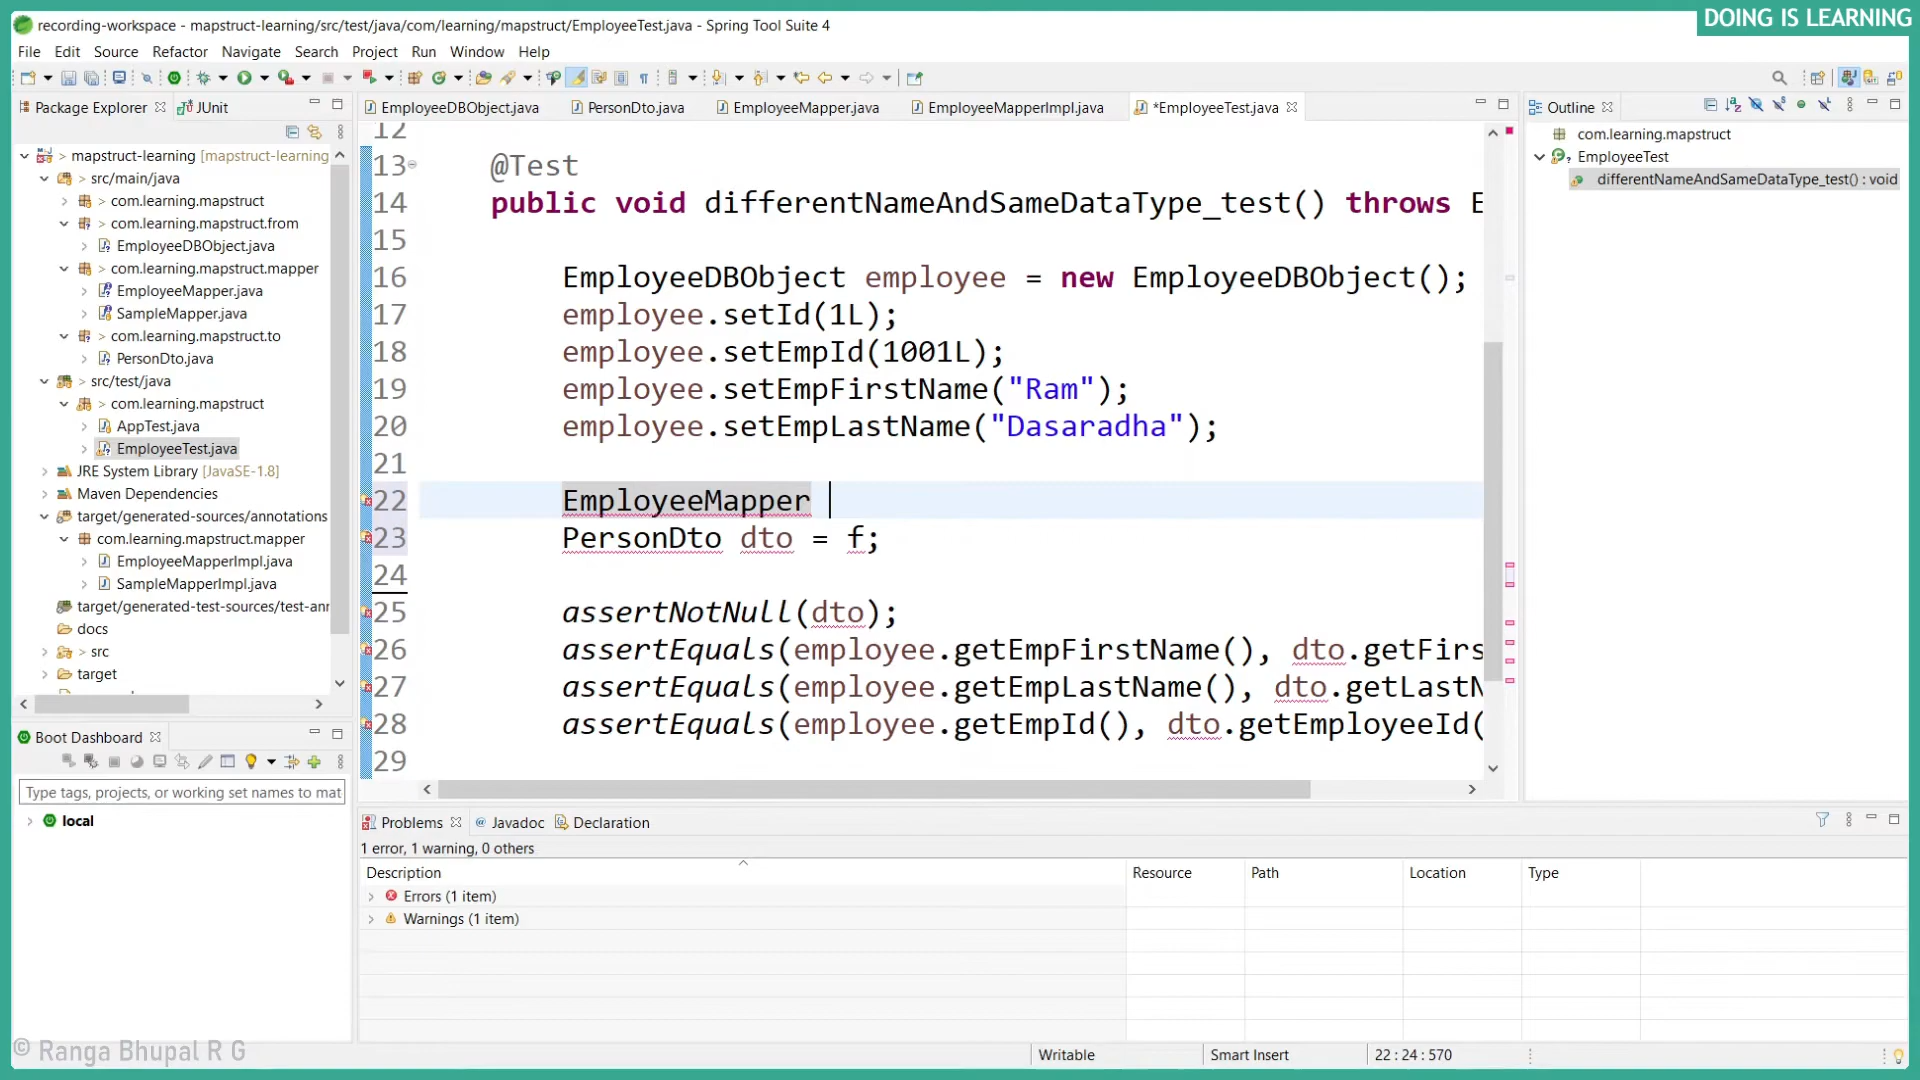 DOING IS LEARNING
recording-workspace - mapstruct-learning/src/test/java/com/learning/mapstruct/EmployeeTest.java - Spring Tool Suite 4
File Edit Source Refactor Navigate Search Project Run Window Help
Package Explorer
JUnit
EmployeeDBObject.java
PersonDto.java
EmployeeMapper.java
EmployeeMapperImpl.java
*EmployeeTest.java
Outline
> mapstruct-learning [mapstruct-learning
> src/main/java
> com.learning.mapstruct
> com.learning.mapstruct.from
EmployeeDBObject.java
> com.learning.mapstruct.mapper
EmployeeMapper.java
SampleMapper.java
> com.learning.mapstruct.to
PersonDto.java
> src/test/java
> com.learning.mapstruct
AppTest.java
EmployeeTest.java
JRE System Library [JavaSE-1.8]
Maven Dependencies
target/generated-sources/annotations
com.learning.mapstruct.mapper
EmployeeMapperImpl.java
SampleMapperImpl.java
target/generated-test-sources/test-anr
docs
> src
target
12
13 @Test
14 public void differentNameAndSameDataType_test() throws E
15
16 EmployeeDBObject employee = new EmployeeDBObject();
17 employee.setId(1L);
18 employee.setEmpId(1001L);
19 employee.setEmpFirstName("Ram");
20 employee.setEmpLastName("Dasaradha");
21
22 EmployeeMapper
23 PersonDto dto = f;
24
25 assertNotNull(dto);
26 assertEquals(employee.getEmpFirstName(), dto.getFirs
27 assertEquals(employee.getEmpLastName(), dto.getLastN
28 assertEquals(employee.getEmpId(), dto.getEmployeeId(
29
com.learning.mapstruct
EmployeeTest
differentNameAndSameDataType_test() : void
Boot Dashboard
Type tags, projects, or working set names to mat
local
Problems
@ Javadoc
Declaration
1 error, 1 warning, 0 others
Description Resource Path Location Type
Errors (1 item)
Warnings (1 item)
© Ranga Bhupal R G
Writable
Smart Insert
22 : 24 : 570